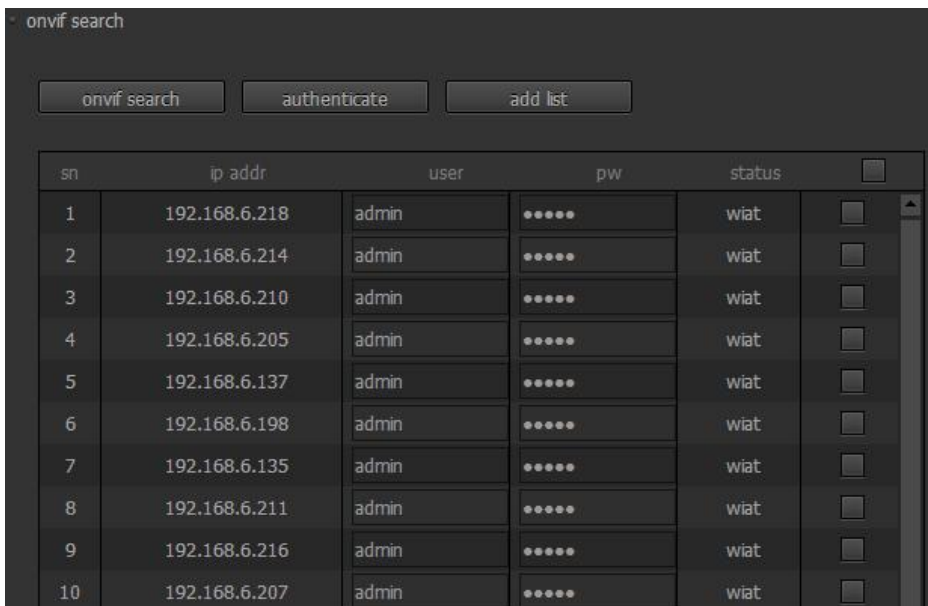 onvif search
onvif search authenticate add list
sn ip addr user pw status
1 192.168.6.218 admin ●●●●● wiat
2 192.168.6.214 admin ●●●●● wiat
3 192.168.6.210 admin ●●●●● wiat
4 192.168.6.205 admin ●●●●● wiat
5 192.168.6.137 admin ●●●●● wiat
6 192.168.6.198 admin ●●●●● wiat
7 192.168.6.135 admin ●●●●● wiat
8 192.168.6.211 admin ●●●●● wiat
9 192.168.6.216 admin ●●●●● wiat
10 192.168.6.207 admin ●●●●● wiat